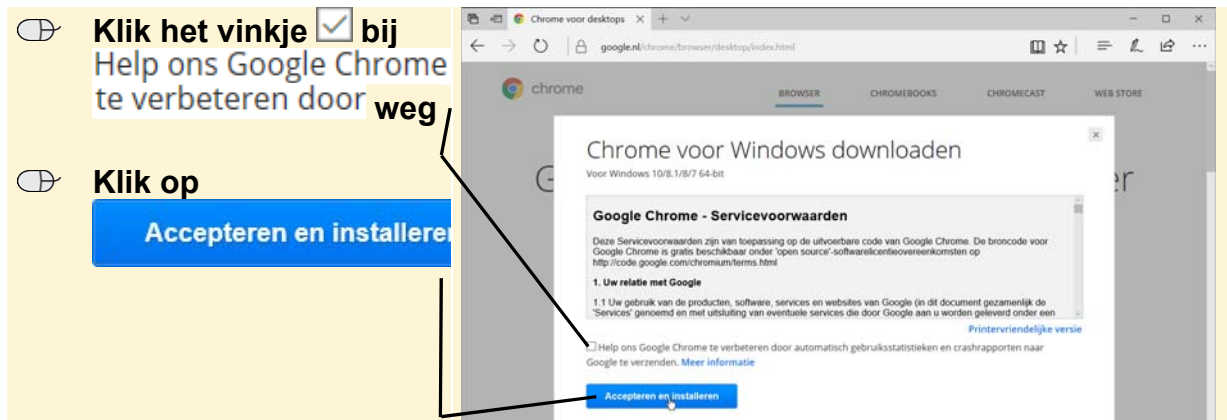 Klik het vinkje bij
Help ons Google Chrome
te verbeteren door weg
Klik op
Accepteren en installere
Chrome voor desktops
google.nl/chrome/browser/desktop/index.html
chrome
BROWSER CHROMEBOOKS CHROMECAST WEB STORE
G er
Chrome voor Windows downloaden
Voor Windows 10/8.1/8/7 64-bit
Google Chrome - Servicevoorwaarden
Deze Servicevoorwaarden zijn van toepassing op de uitvoerbare code van Google Chrome. De broncode voor
Google Chrome is gratis beschikbaar onder 'open source'-softwarelicentieovereenkomsten op
http://code.google.com/chromium/terms.html
1. Uw relatie met Google
1.1 Uw gebruik van de producten, software, services en websites van Google (in dit document gezamenlijk de
'Services' genoemd en met uitsluiting van eventuele services die door Google aan u worden geleverd onder een
Printervriendelijke versie
Help ons Google Chrome te verbeteren door automatisch gebruiksstatistieken en crashrapporten naar
Google te verzenden. Meer informatie
Accepteren en installeren